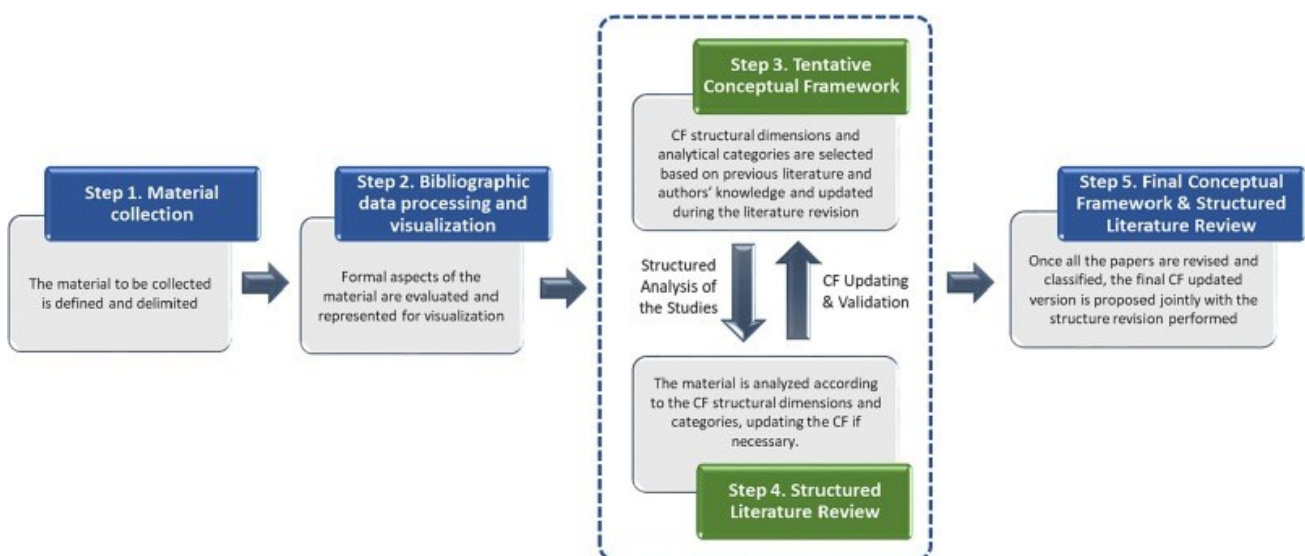 Step 1. Material
collection
The material to be collected
is defined and delimited
Step 2. Bibliographic
data processing and
visualization
Formal aspects of the
material are evaluated and
represented for visualization
Step 3. Tentative
Conceptual Framework
CF structural dimensions and
analytical categories are selected
based on previous literature and
authors' knowledge and updated
during the literature revision
Structured
Analysis of
the Studies
CF Updating
& Validation
The material is analyzed according
to the CF structural dimensions and
categories, updating the CF if
necessary.
Step 4. Structured
Literature Review
Step 5. Final Conceptual
Framework & Structured
Literature Review
Once all the papers are revised and
classified, the final CF updated
version is proposed jointly with the
structure revision performed